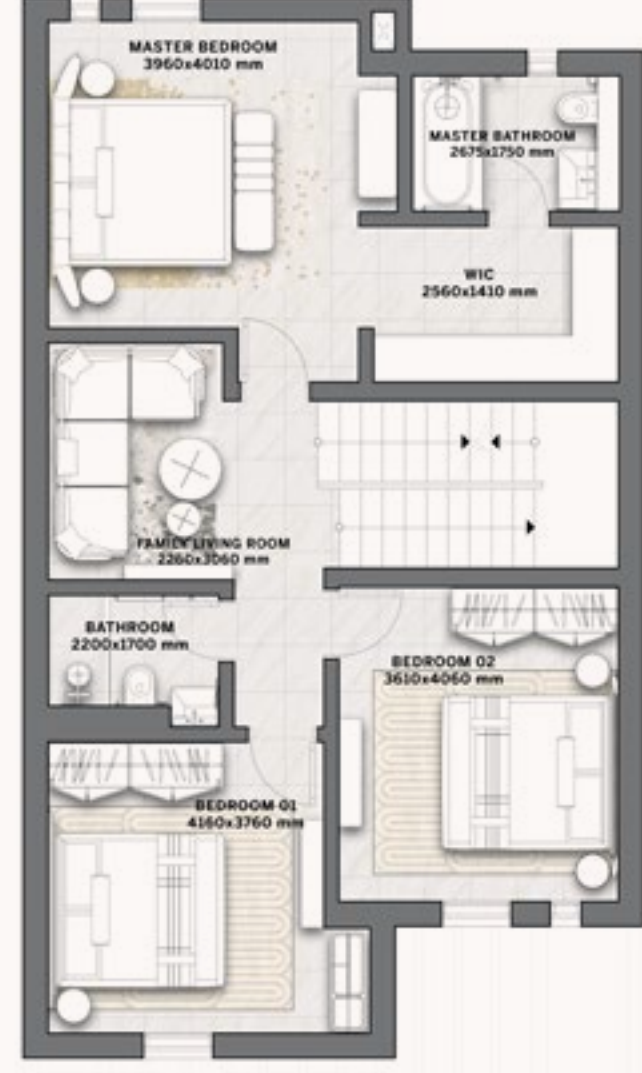 MASTER BEDROOM
3960x4010 mm
MASTER BATHROOM
2675x1750 mm
WIC
2560x1410 mm
FAMILY LIVING ROOM
2260x3060 mm
BATHROOM
2200x1700 mm
BEDROOM 02
3610x4060 mm
BEDROOM 01
4160x3760 mm